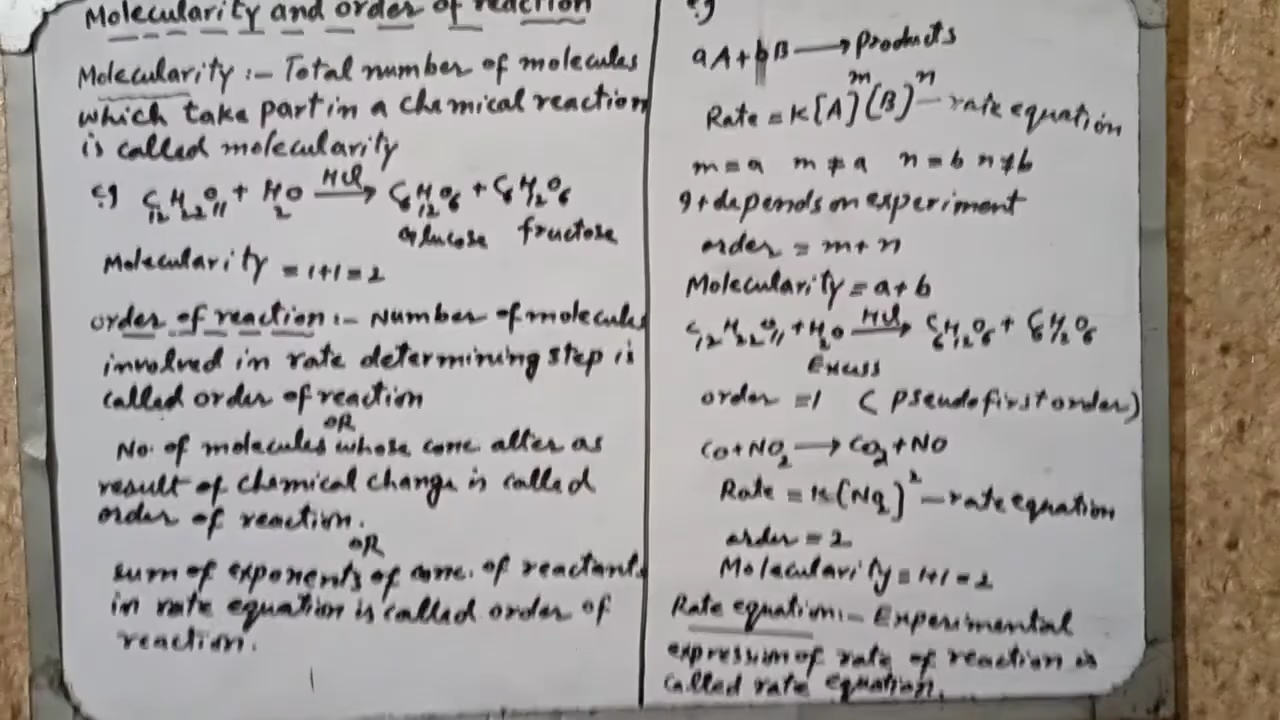 Molecularity and order of reaction
Molecularity :- Total number of molecules
which take part in a chemical reaction
is called molecularity
e.g C12H22O11 + H2O --HCl--> C6H12O6 + C6H12O6
Glucose fructose
Molecularity = 1+1=2
order of reaction :- Number of molecules
involved in rate determining step is
called order of reaction
OR
No. of molecules whose conc alter as
result of chemical change is called
order of reaction.
OR
sum of exponents of conc. of reactants
in rate equation is called order of
reaction.
e.g
aA+bB → Products
Rate = K[A]^m (B)^n - rate equation
m=a m≠a n=b n≠b
It depends on experiment
order = m+n
Molecularity = a+b
C12H22O11 + H2O --HCl--> C6H12O6 + C6H12O6
Excess
order =1 (Pseudo first order)
CO+NO2 → CO2+NO
Rate = K(NO2)^2 - rate equation
order = 2
Molecularity = 1+1=2
Rate equation:- Experimental
expression of rate of reaction is
called rate equation.